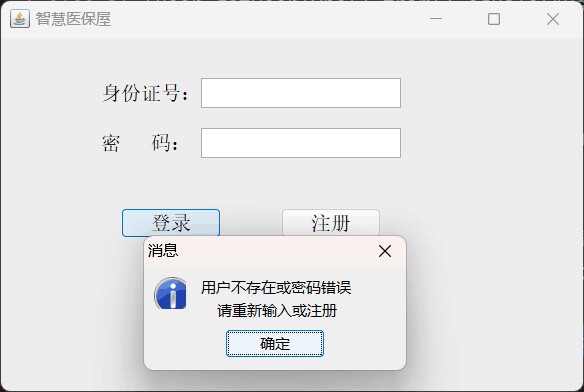 智慧医保屋
身份证号：
密 码：
登录 注册
消息
用户不存在或密码错误
请重新输入或注册
确定